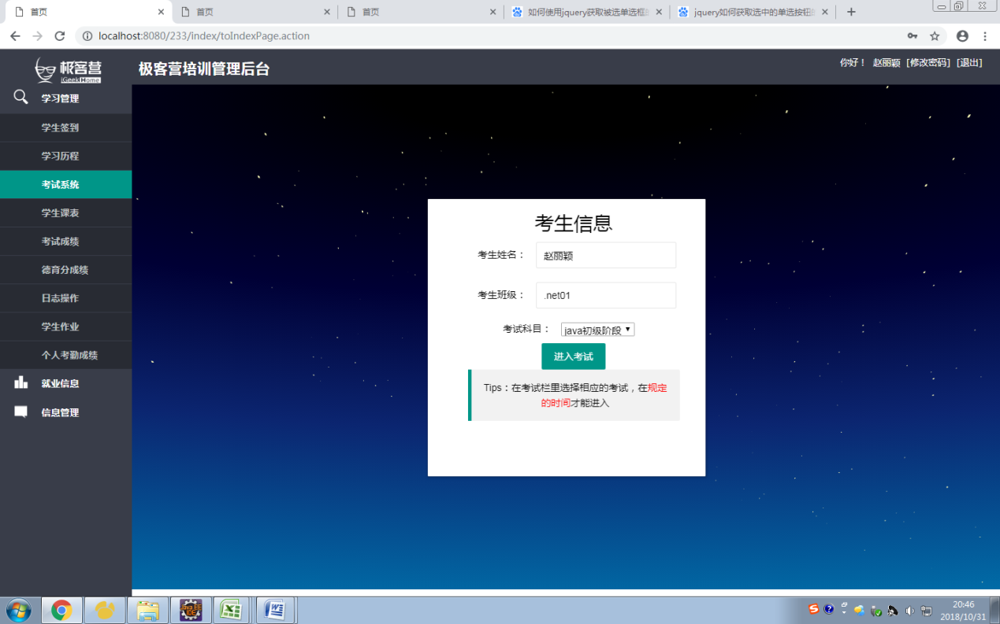 首页
首页
首页
如何使用jquery获取被选单选框
jquery如何获取选中的单选按钮
localhost:8080/233/index/toIndexPage.action
极客营
iGeekHome
极客营培训管理后台
你好！ 赵丽颖 [修改密码] [退出]
学习管理
学生签到
学习历程
考试系统
学生课表
考试成绩
德育分成绩
日志操作
学生作业
个人考勤成绩
就业信息
信息管理
考生信息
考生姓名： 赵丽颖
考生班级： .net01
考试科目： java初级阶段
进入考试
Tips：在考试栏里选择相应的考试，在规定
的时间才能进入
Java EE
IDE
20:46
2018/10/31